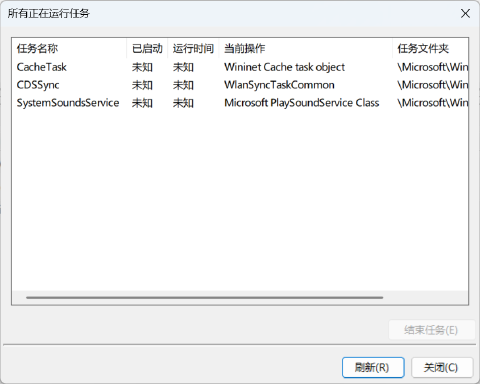 所有正在运行任务
任务名称 已启动 运行时间 当前操作 任务文件夹
CacheTask 未知 未知 Wininet Cache task object \Microsoft\Win
CDSSync 未知 未知 WlanSyncTaskCommon \Microsoft\Win
SystemSoundsService 未知 未知 Microsoft PlaySoundService Class \Microsoft\Win
结束任务(E)
刷新(R) 关闭(C)